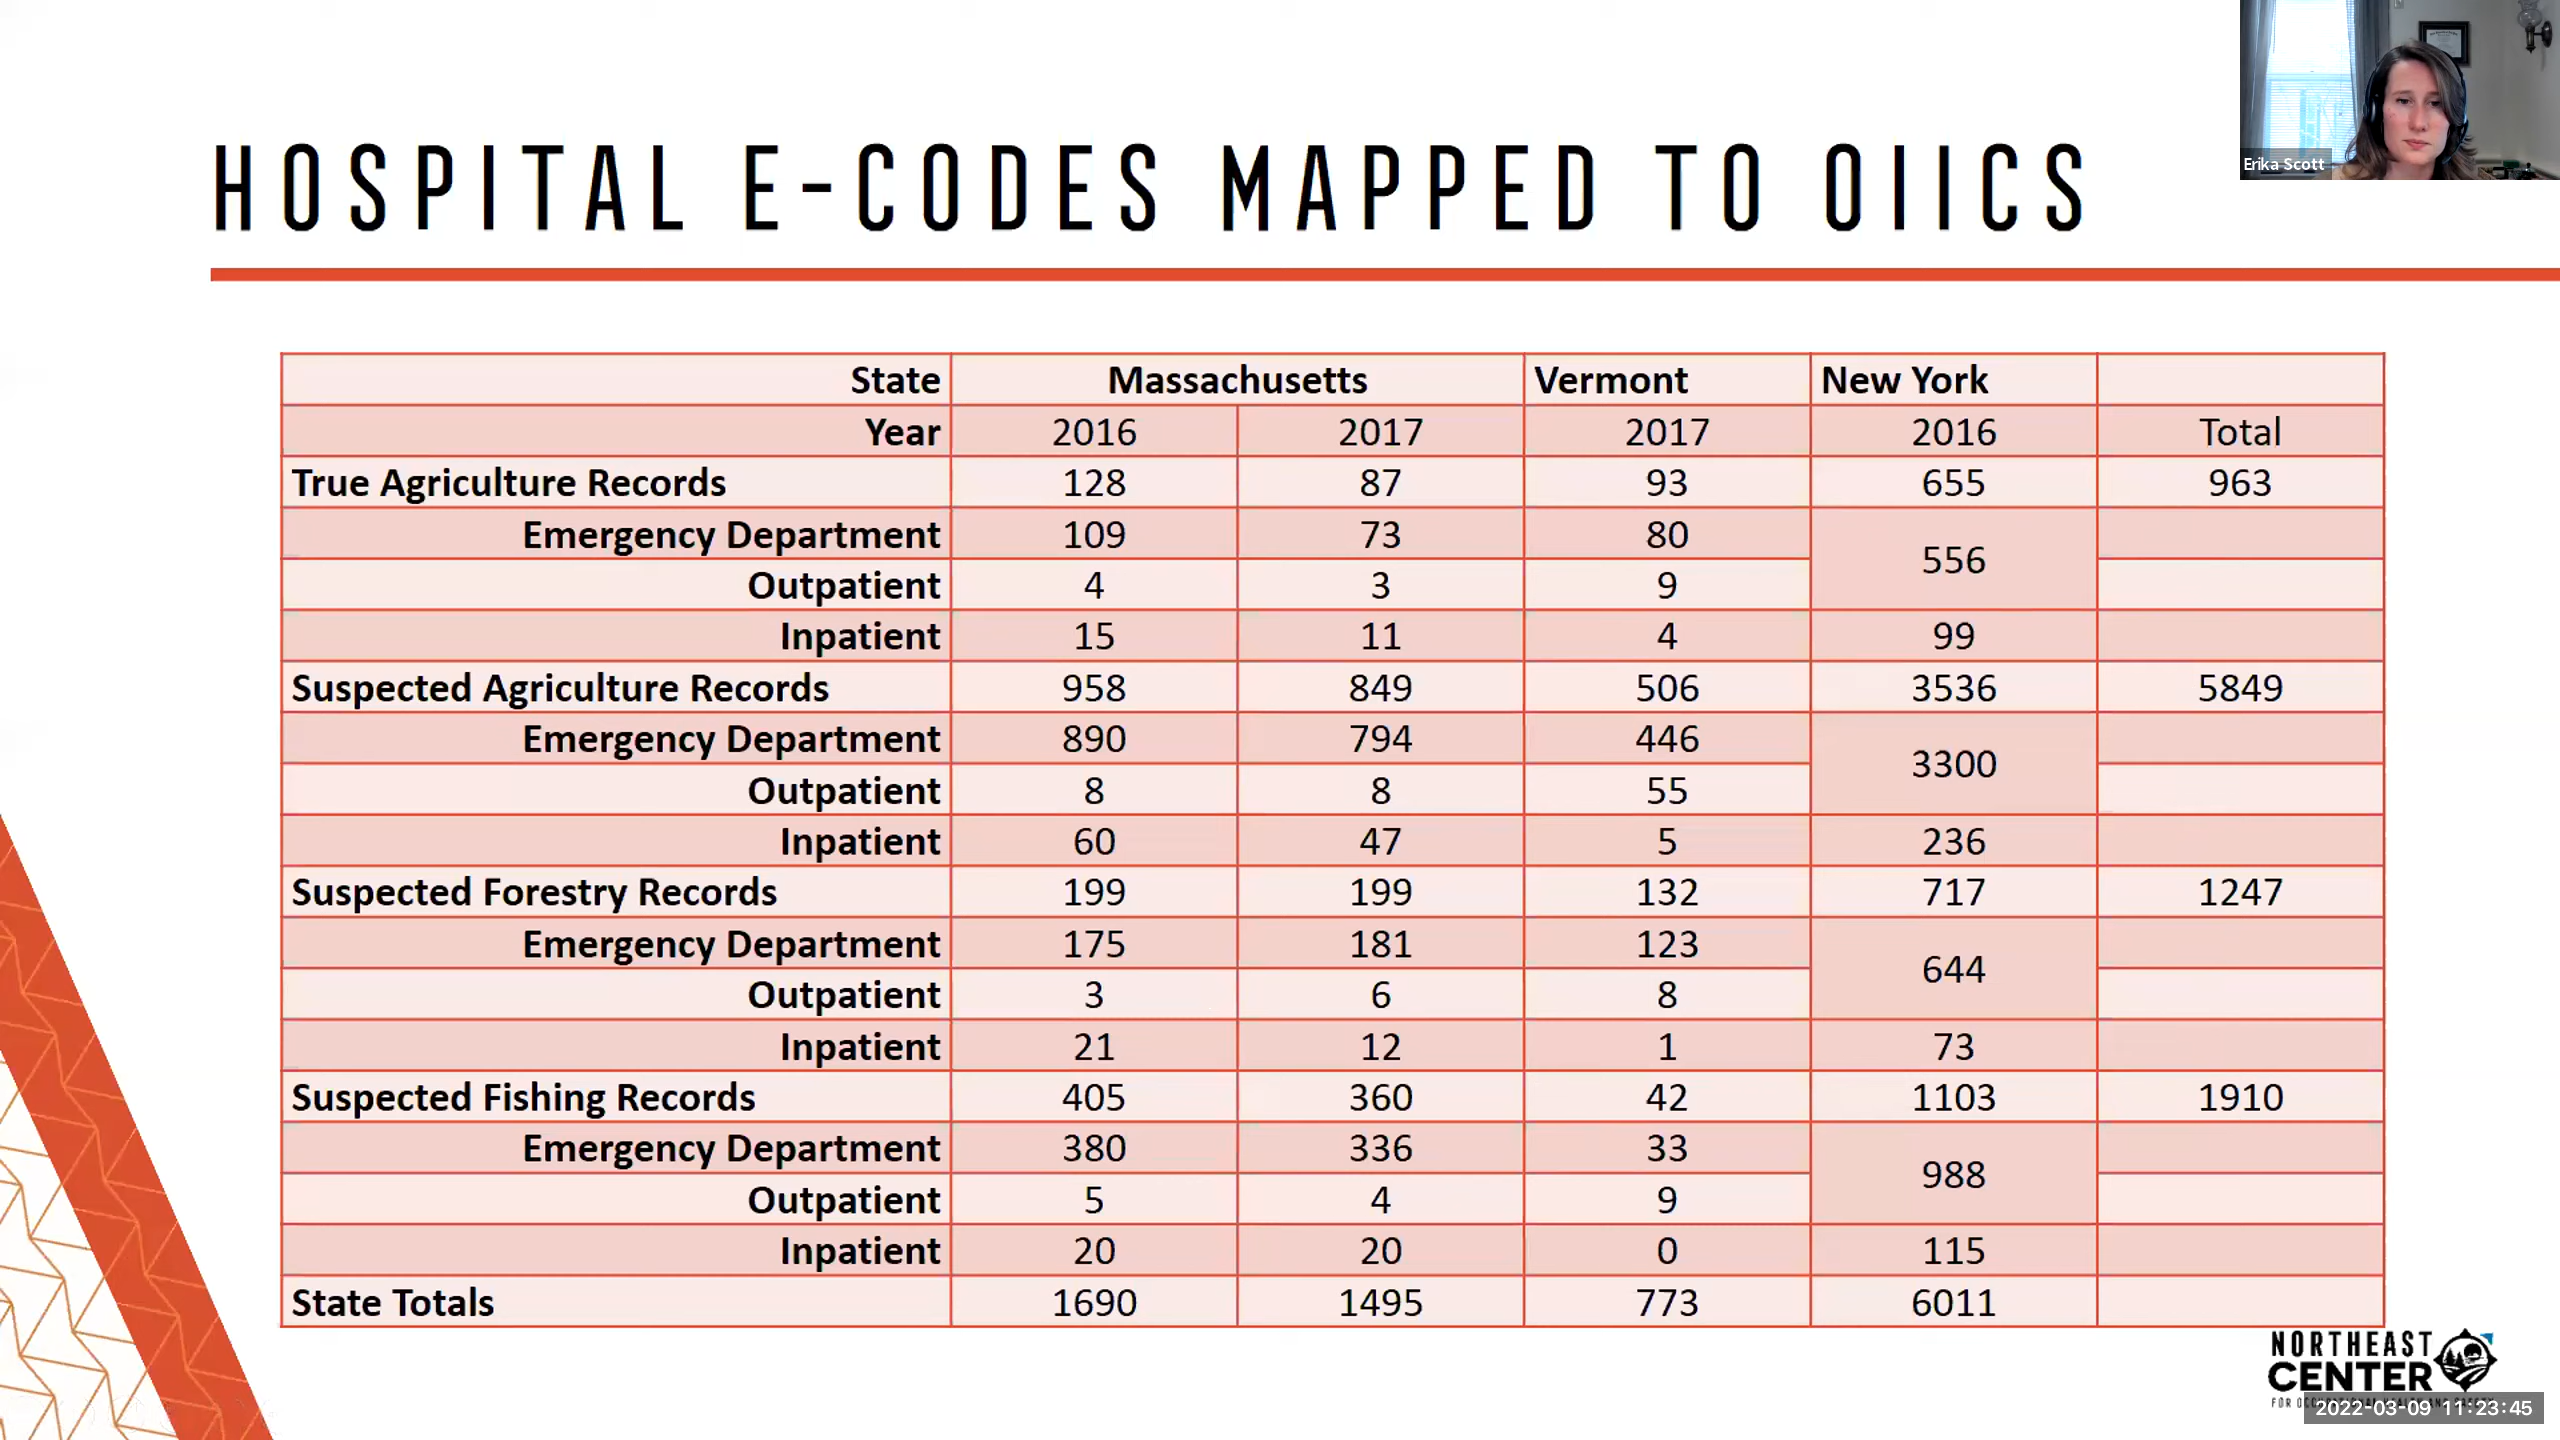 HOSPITAL E-CODES MAPPED TO OIICS
Erika Scott
State Massachusetts Vermont New York
Year 2016 2017 2017 2016 Total
True Agriculture Records 128 87 93 655 963
Emergency Department 109 73 80 556
Outpatient 4 3 9
Inpatient 15 11 4 99
Suspected Agriculture Records 958 849 506 3536 5849
Emergency Department 890 794 446 3300
Outpatient 8 8 55
Inpatient 60 47 5 236
Suspected Forestry Records 199 199 132 717 1247
Emergency Department 175 181 123 644
Outpatient 3 6 8
Inpatient 21 12 1 73
Suspected Fishing Records 405 360 42 1103 1910
Emergency Department 380 336 33 988
Outpatient 5 4 9
Inpatient 20 20 0 115
State Totals 1690 1495 773 6011
NORTHEAST
CENTER
2022-03-09 11:23:45